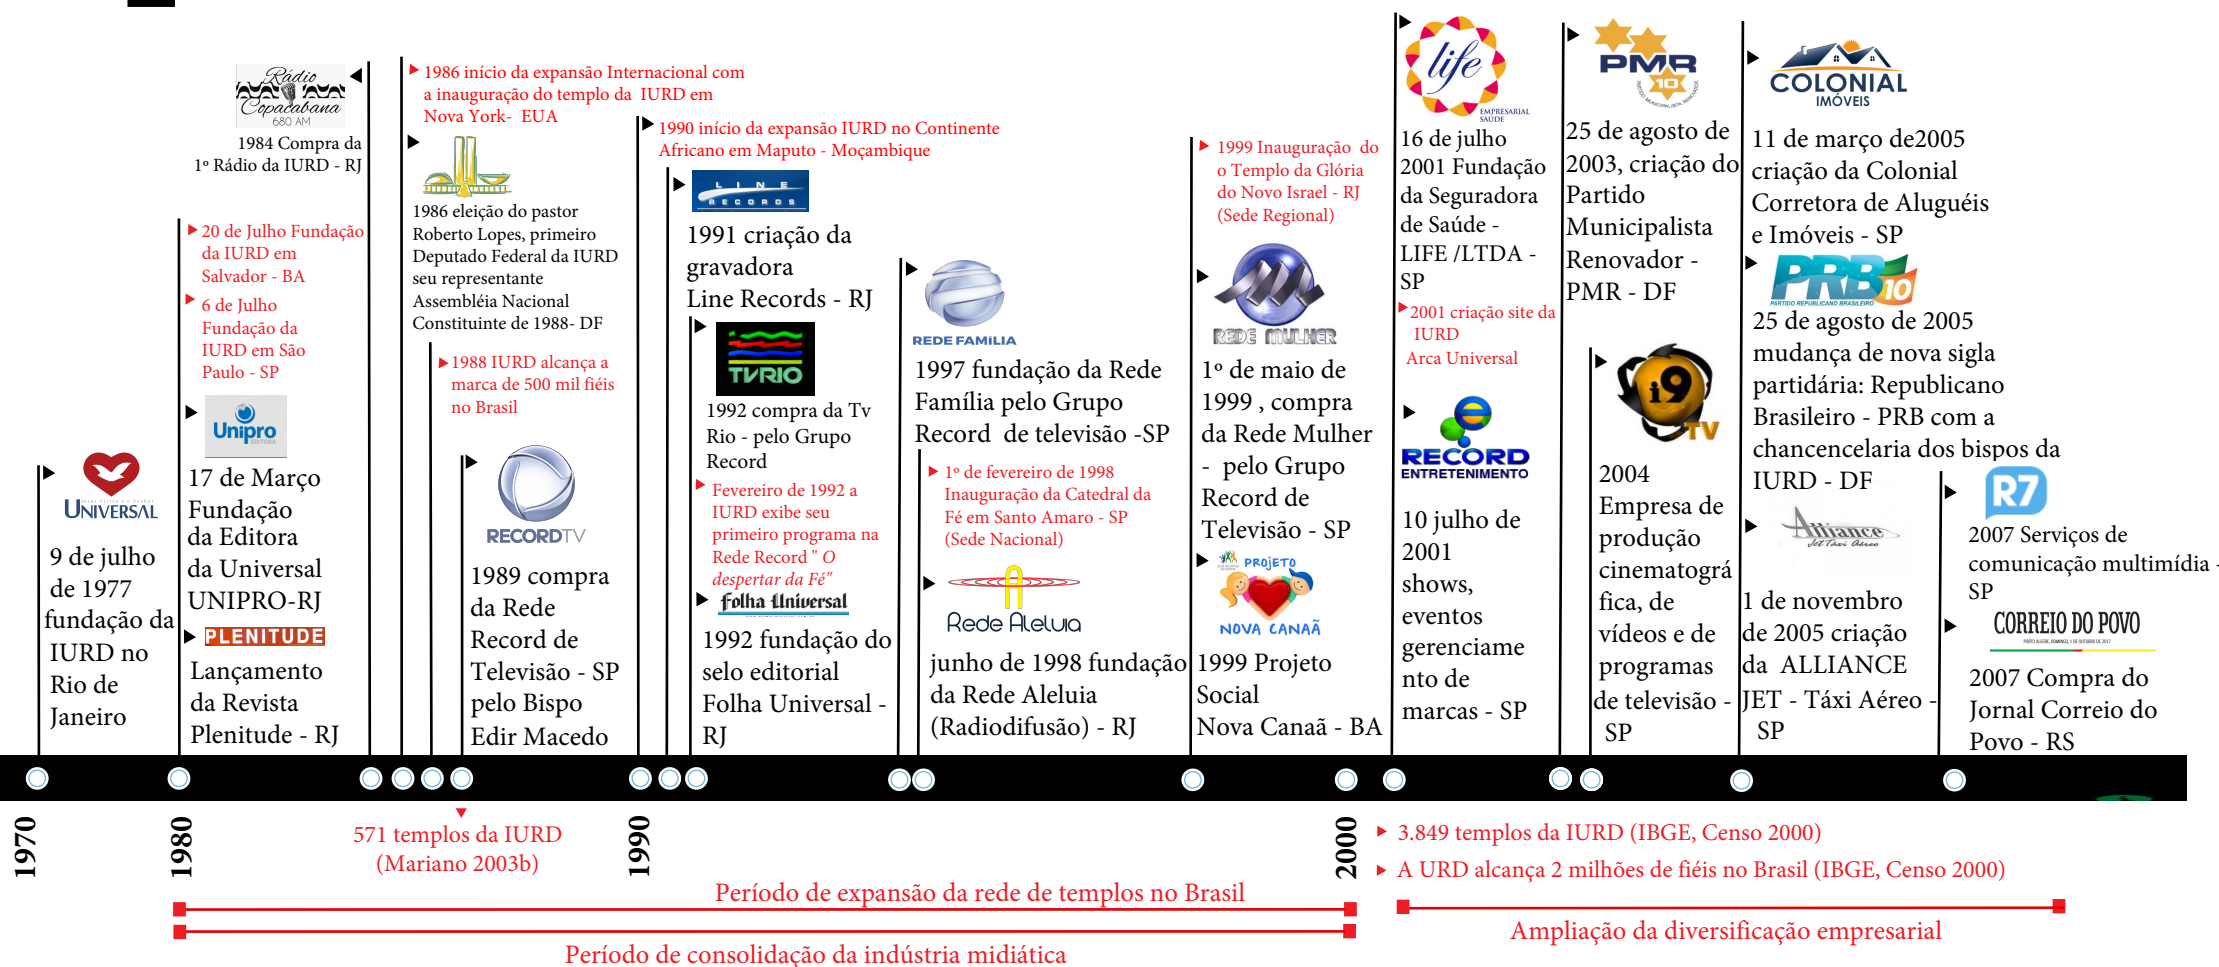 UNIVERSAL
9 de julho
de 1977
fundação da
IURD no
Rio de
Janeiro
20 de Julho Fundação
da IURD em
Salvador - BA
6 de Julho
Fundação da
IURD em São
Paulo - SP
Unipro
EDITORA
17 de Março
Fundação
da Editora
da Universal
UNIPRO-RJ
PLENITUDE
Lançamento
da Revista
Plenitude - RJ
Rádio
Copacabana
680 AM
1984 Compra da
1º Rádio da IURD - RJ
1986 início da expansão Internacional com
a inauguração do templo da IURD em
Nova York- EUA
1986 eleição do pastor
Roberto Lopes, primeiro
Deputado Federal da IURD
seu representante
Assembléia Nacional
Constituinte de 1988- DF
1988 IURD alcança a
marca de 500 mil fiéis
no Brasil
RECORDTV
1989 compra
da Rede
Record de
Televisão - SP
pelo Bispo
Edir Macedo
1990 início da expansão IURD no Continente
Africano em Maputo - Moçambique
LINE
RECORDS
1991 criação da
gravadora
Line Records - RJ
TVRIO
1992 compra da Tv
Rio - pelo Grupo
Record
Fevereiro de 1992 a
IURD exibe seu
primeiro programa na
Rede Record " O
despertar da Fé"
Folha Universal
1992 fundação do
selo editorial
Folha Universal -
RJ
REDE FAMÍLIA
1997 fundação da Rede
Família pelo Grupo
Record de televisão -SP
1º de fevereiro de 1998
Inauguração da Catedral da
Fé em Santo Amaro - SP
(Sede Nacional)
Rede Aleluia
junho de 1998 fundação
da Rede Aleluia
(Radiodifusão) - RJ
1999 Inauguração do
o Templo da Glória
do Novo Israel - RJ
(Sede Regional)
REDE MULHER
1º de maio de
1999 , compra
da Rede Mulher
- pelo Grupo
Record de
Televisão - SP
PROJETO
NOVA CANAÃ
1999 Projeto
Social
Nova Canaã - BA
life
EMPRESARIAL
SAÚDE
16 de julho
2001 Fundação
da Seguradora
de Saúde -
LIFE /LTDA -
SP
2001 criação site da
IURD
Arca Universal
RECORD
ENTRETENIMENTO
10 julho de
2001
shows,
eventos
gerenciame
nto de
marcas - SP
PMR
10
PARTIDO MUNICIPALISTA RENOVADOR
25 de agosto de
2003, criação do
Partido
Municipalista
Renovador -
PMR - DF
i9
TV
2004
Empresa de
produção
cinematográ
fica, de
vídeos e de
programas
de televisão -
SP
COLONIAL
IMÓVEIS
11 de março de2005
criação da Colonial
Corretora de Aluguéis
e Imóveis - SP
PRB 10
PARTIDO REPUBLICANO BRASILEIRO
25 de agosto de 2005
mudança de nova sigla
partidária: Republicano
Brasileiro - PRB com a
chancencelaria dos bispos da
IURD - DF
Alliance
Jet Táxi Aéreo
1 de novembro
de 2005 criação
da ALLIANCE
JET - Táxi Aéreo -
SP
R7
2007 Serviços de
comunicação multimídia -
SP
CORREIO DO POVO
2007 Compra do
Jornal Correio do
Povo - RS
1970
1980
1990
2000
571 templos da IURD
(Mariano 2003b)
3.849 templos da IURD (IBGE, Censo 2000)
A URD alcança 2 milhões de fiéis no Brasil (IBGE, Censo 2000)
Período de expansão da rede de templos no Brasil
Período de consolidação da indústria midiática
Ampliação da diversificação empresarial